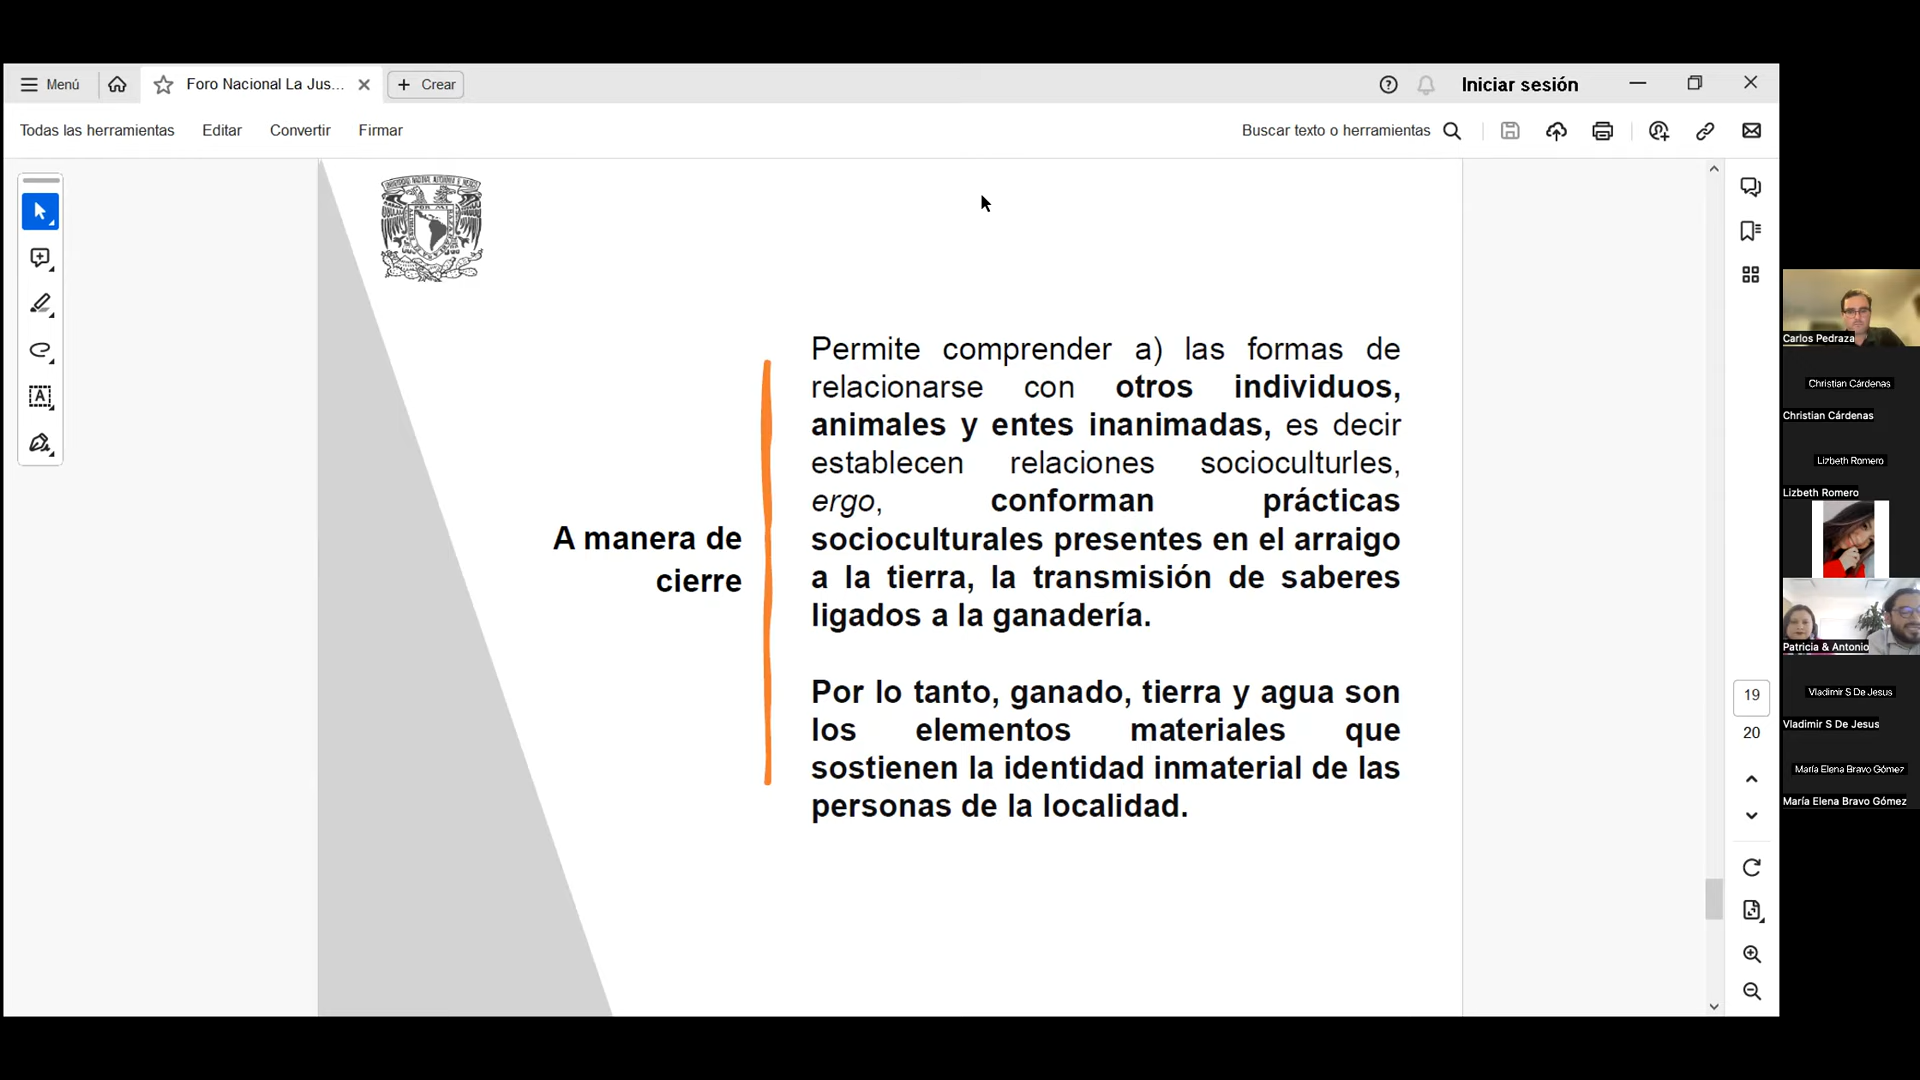 Menú
Foro Nacional La Jus...
Crear
Iniciar sesión
Todas las herramientas
Editar
Convertir
Firmar
Buscar texto o herramientas
A manera de
cierre
Permite comprender a) las formas de
relacionarse con otros individuos,
animales y entes inanimadas, es decir
establecen relaciones socioculturles,
ergo, conforman prácticas
socioculturales presentes en el arraigo
a la tierra, la transmisión de saberes
ligados a la ganadería.
Por lo tanto, ganado, tierra y agua son
los elementos materiales que
sostienen la identidad inmaterial de las
personas de la localidad.
19
20
Carlos Pedraza
Christian Cárdenas
Christian Cárdenas
Lizbeth Romero
Lizbeth Romero
Patricia & Antonio
Vladimir S De Jesus
Vladimir S De Jesus
María Elena Bravo Gómez
María Elena Bravo Gómez